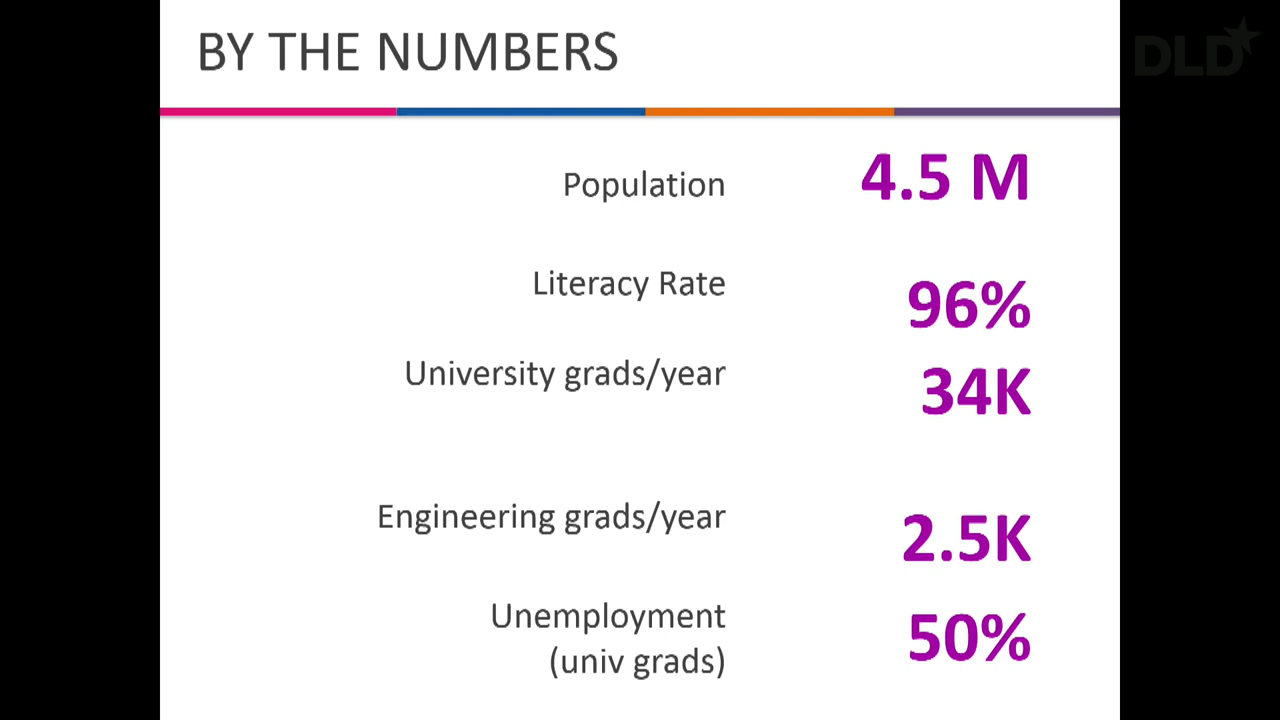 BY THE NUMBERS
DLD
Population 4.5 M
Literacy Rate 96%
University grads/year 34K
Engineering grads/year 2.5K
Unemployment
(univ grads) 50%